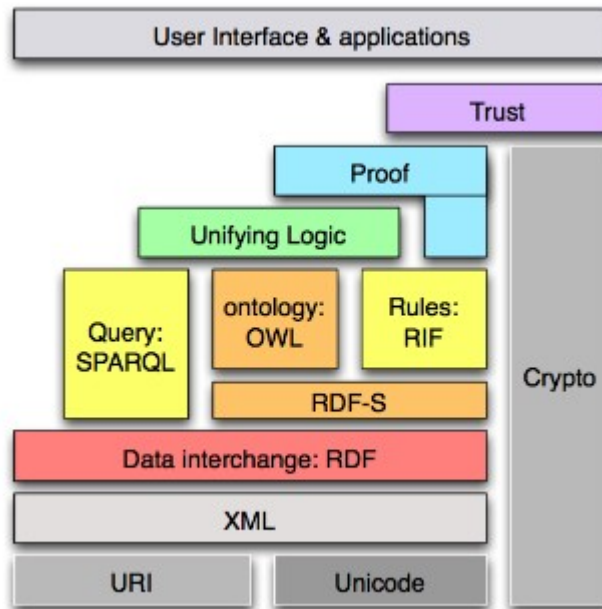 User Interface & applications
Trust
Proof
Unifying Logic
Query:
SPARQL
ontology:
OWL
Rules:
RIF
Crypto
RDF-S
Data interchange: RDF
XML
URI
Unicode